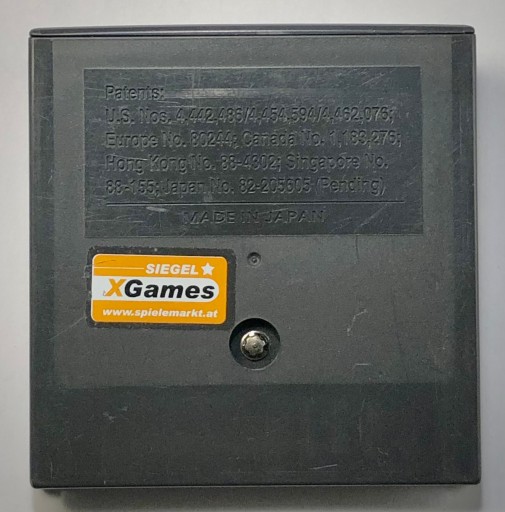 Patents:
U.S. Nos. 4,442,486/4,454,594/4,462,076;
Europe No. 80244; Canada No. 1,183,276;
Hong Kong No. 88-4302; Singapore No.
88-155; Japan No. 82-205605 (Pending)
MADE IN JAPAN
SIEGEL
XGames
www.spielemarkt.at